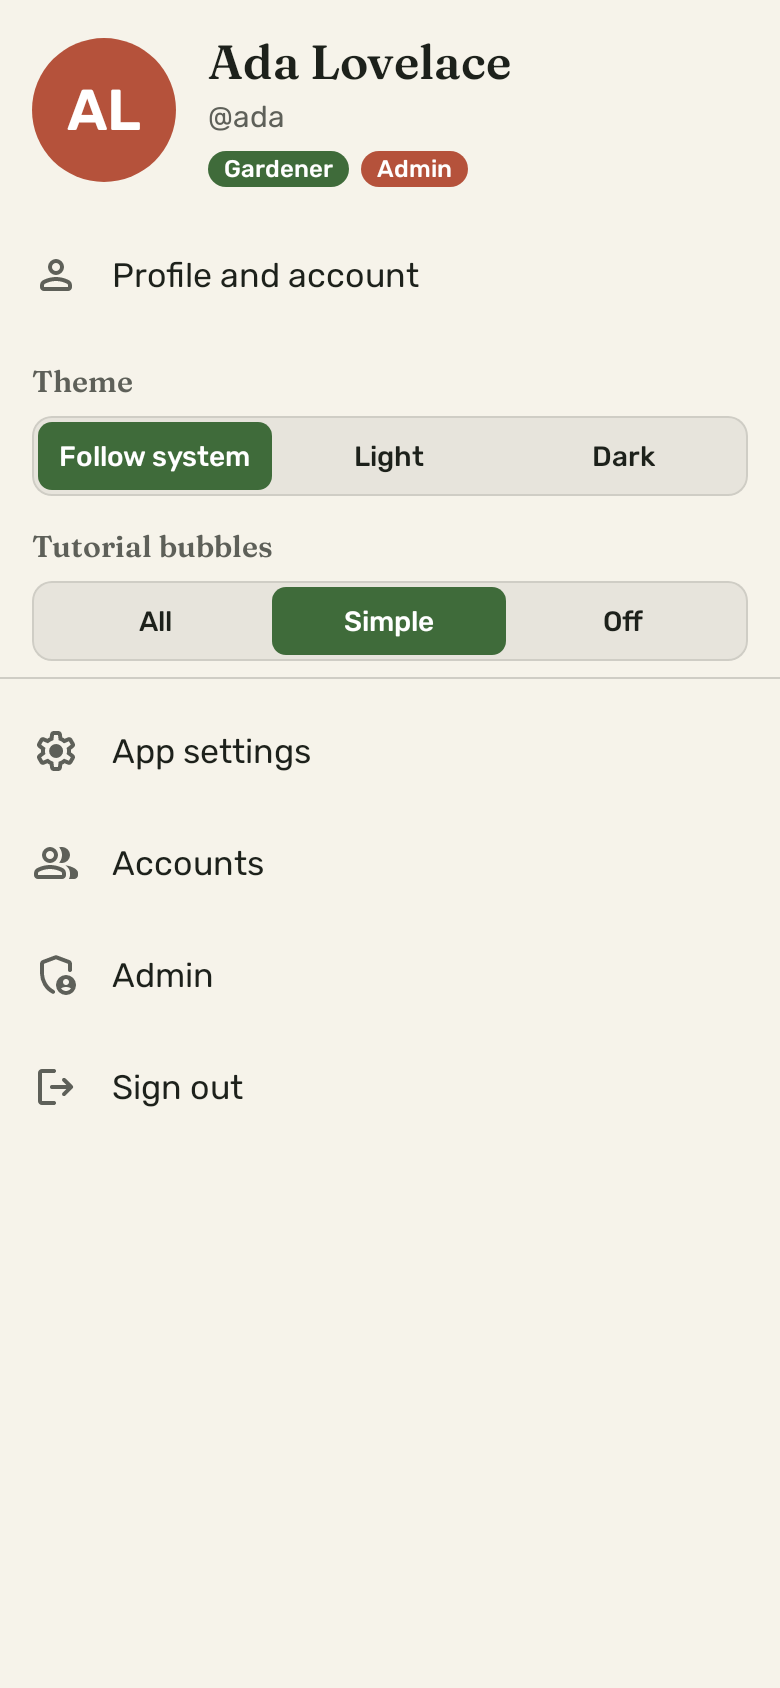 AL
Ada Lovelace
@ada
Gardener Admin
Profile and account
Theme
Follow system Light Dark
Tutorial bubbles
All Simple Off
App settings
Accounts
Admin
Sign out